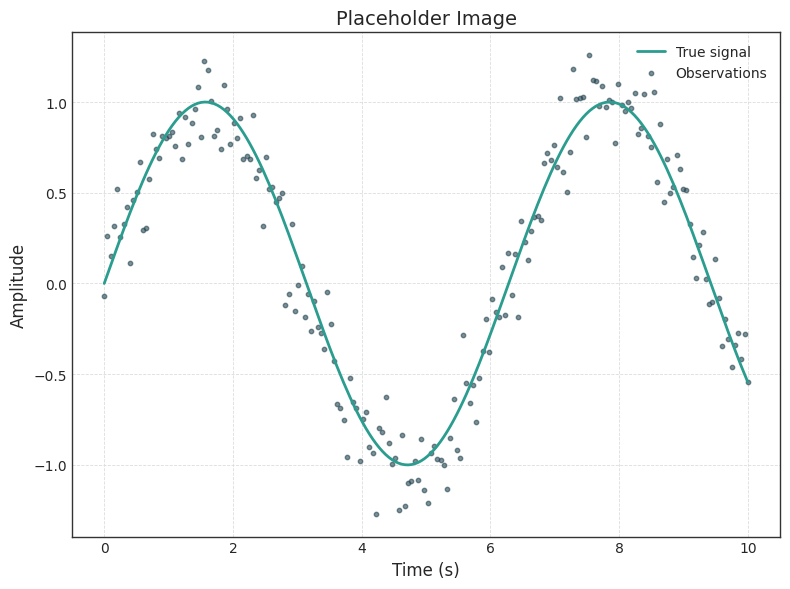 Placeholder Image
True signal
Observations
Amplitude
1.0
0.5
0.0
−0.5
−1.0
0 2 4 6 8 10
Time (s)